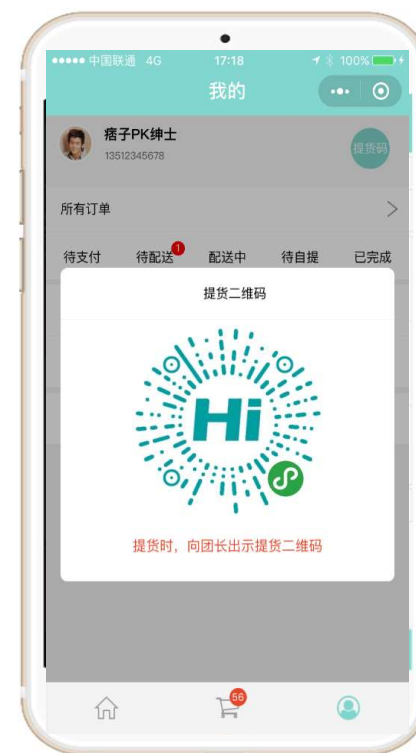 中国联通 4G 17:18 100%
我的
痞子PK绅士
13512345678
提货码
所有订单
待支付 待配送 1 配送中 待自提 已完成
提货二维码
Hi
提货时，向团长出示提货二维码
56